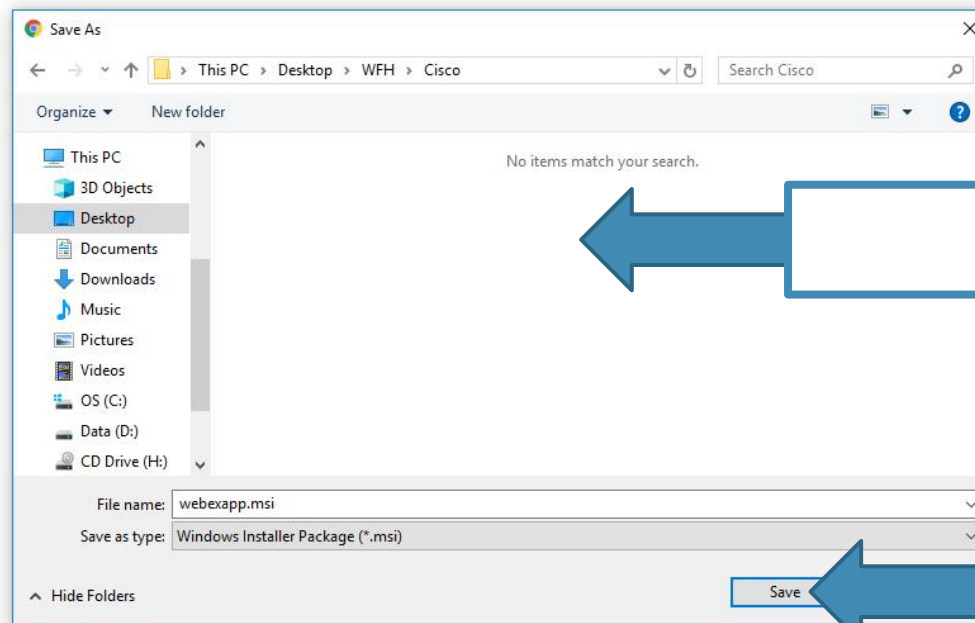 Save As
This PC > Desktop > WFH > Cisco
Search Cisco
Organize
New folder
This PC
3D Objects
Desktop
Documents
Downloads
Music
Pictures
Videos
OS (C:)
Data (D:)
CD Drive (H:)
No items match your search.
File name: webexapp.msi
Save as type: Windows Installer Package (*.msi)
Hide Folders
Save